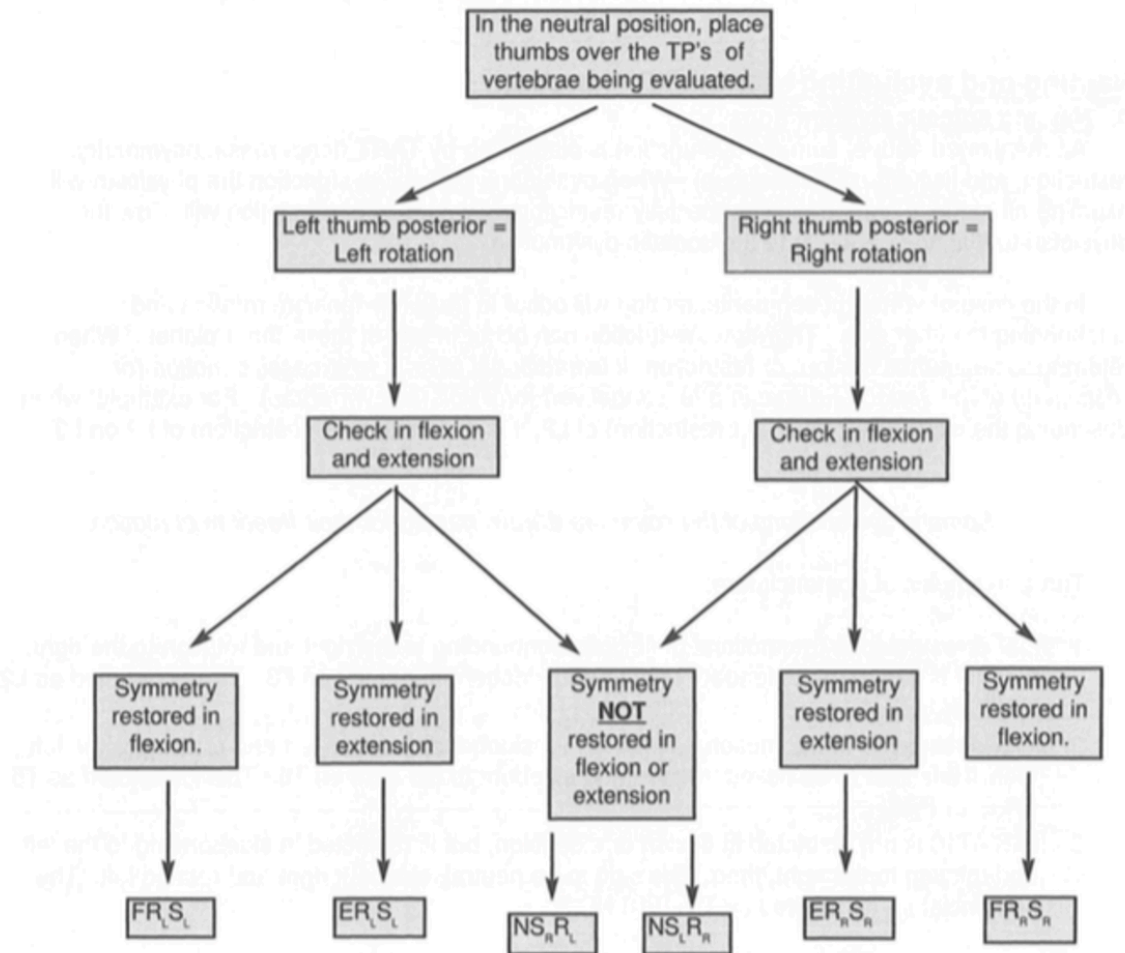 In the neutral position, place
thumbs over the TP's of
vertebrae being evaluated.
Left thumb posterior =
Left rotation
Right thumb posterior =
Right rotation
Check in flexion
and extension
Check in flexion
and extension
Symmetry
restored in
flexion.
Symmetry
restored in
extension
Symmetry
NOT
restored in
flexion or
extension
Symmetry
restored in
extension
Symmetry
restored in
flexion.
FRLSL
ERLSL
NSRRL
NSLRR
ERRSR
FRRSR